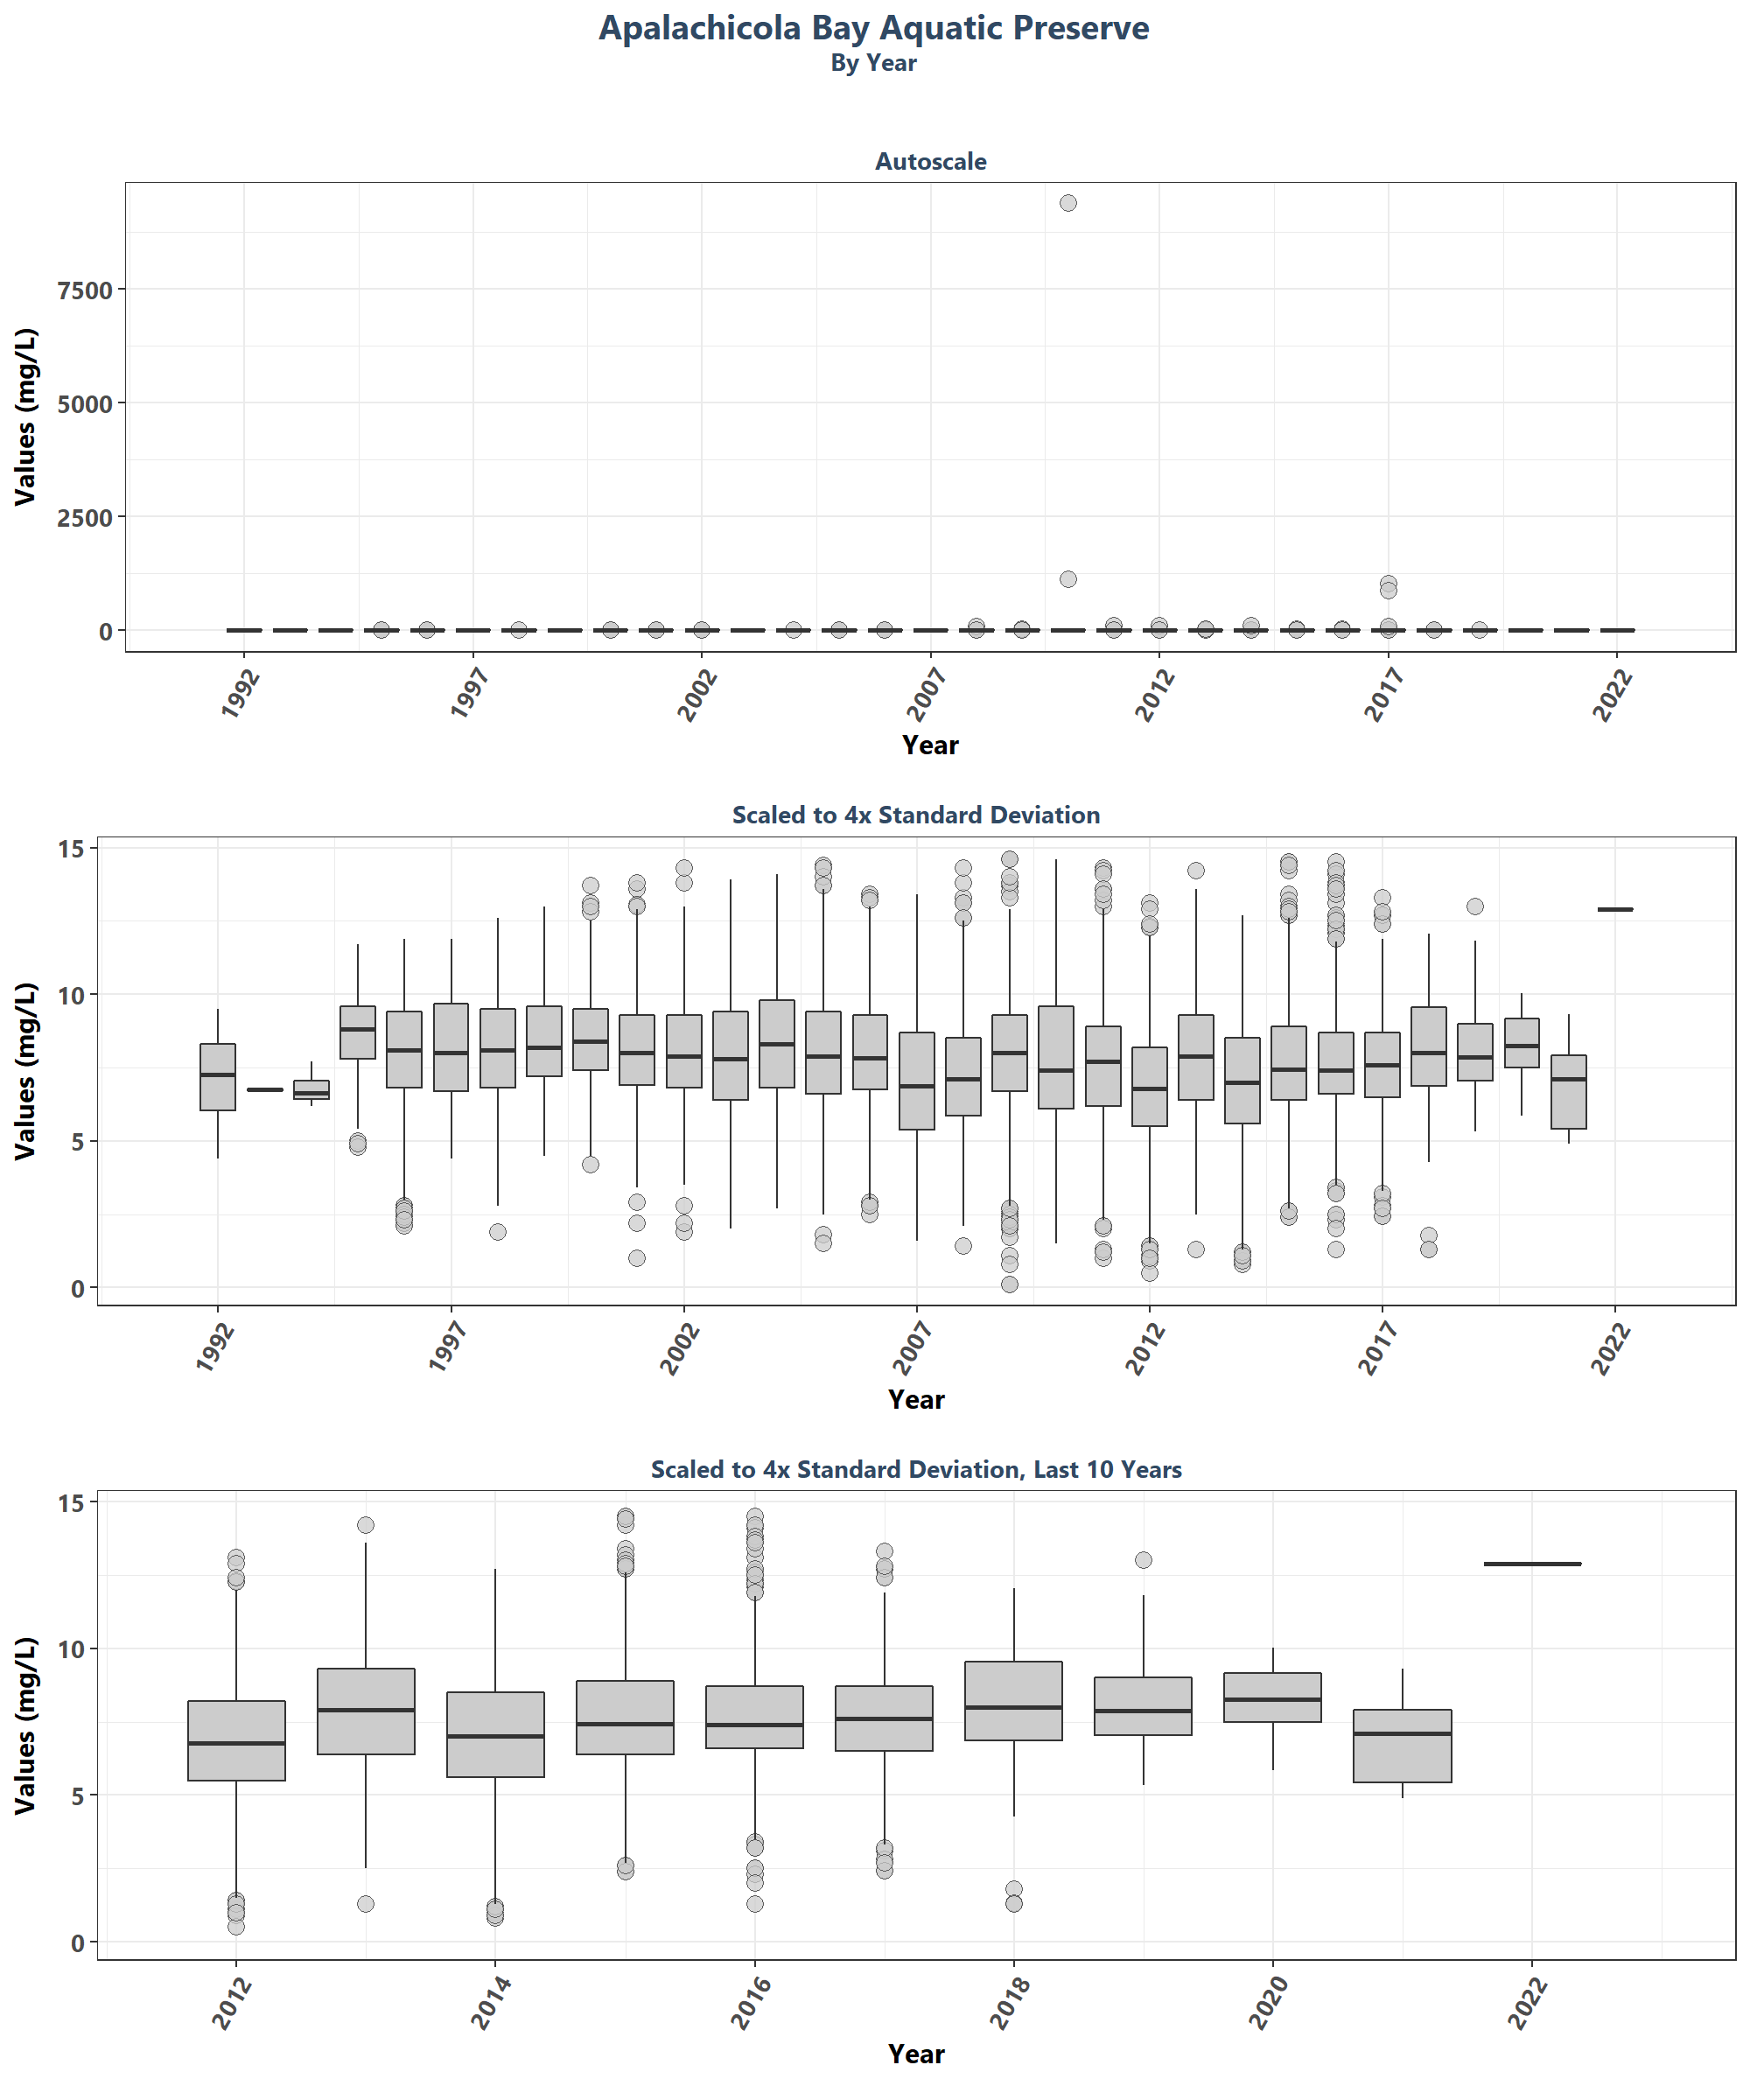 Apalachicola Bay Aquatic Preserve
By Year
Autoscale
Values (mg/L)
7500
5000
2500
0
1992 1997 2002 2007 2012 2017 2022
Year
Scaled to 4x Standard Deviation
Values (mg/L)
15
10
5
0
1992 1997 2002 2007 2012 2017 2022
Year
Scaled to 4x Standard Deviation, Last 10 Years
Values (mg/L)
15
10
5
0
2012 2014 2016 2018 2020 2022
Year